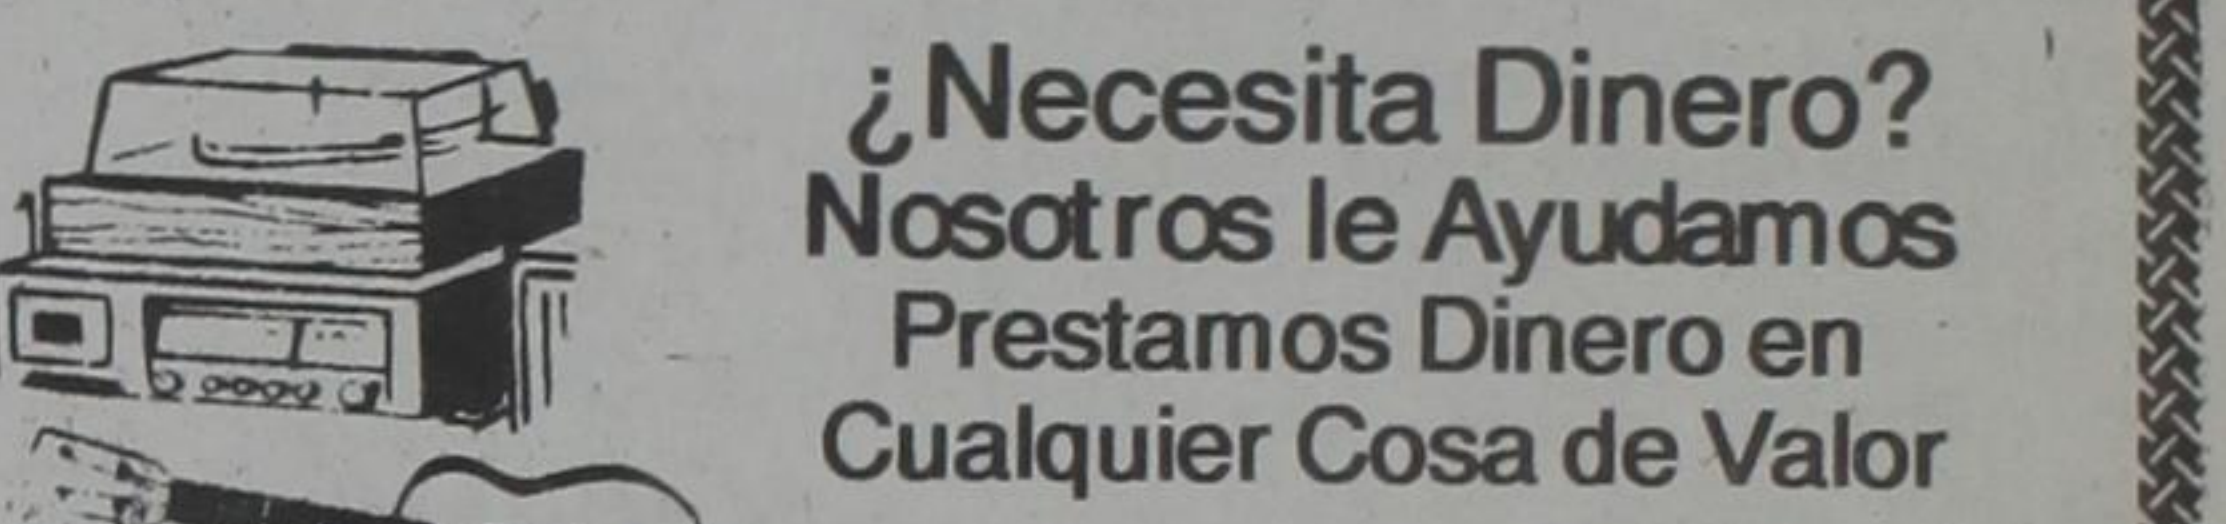 ¿Necesita Dinero?
Nosotros le Ayudamos
Prestamos Dinero en
Cualquier Cosa de Valor